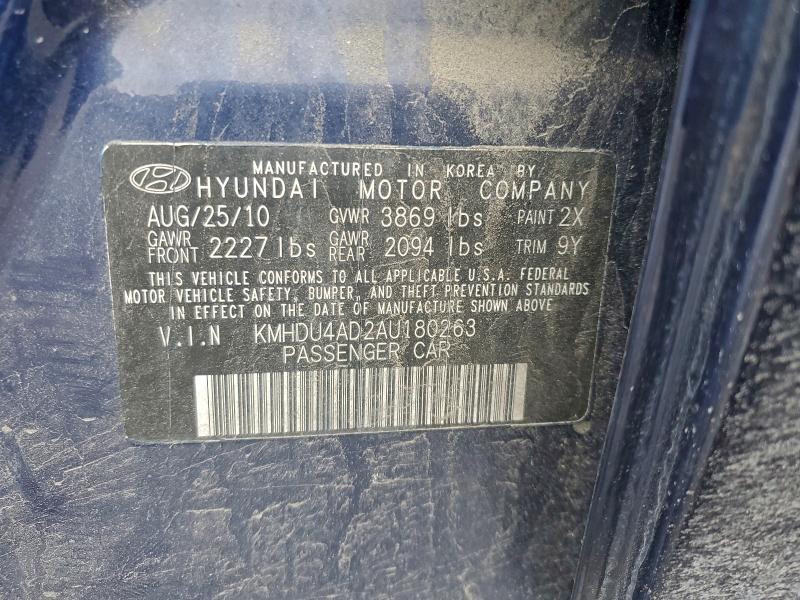 MANUFACTURED IN KOREA BY
HYUNDAI MOTOR COMPANY
AUG/25/10 GVWR 3869 lbs PAINT 2X
GAWR FRONT 2227 lbs GAWR REAR 2094 lbs TRIM 9Y
THIS VEHICLE CONFORMS TO ALL APPLICABLE U.S.A. FEDERAL
MOTOR VEHICLE SAFETY, BUMPER, AND THEFT PREVENTION STANDARDS
IN EFFECT ON THE DATE OF MANUFACTURE SHOWN ABOVE.
V.I.N KMHDU4AD2AU180263
PASSENGER CAR